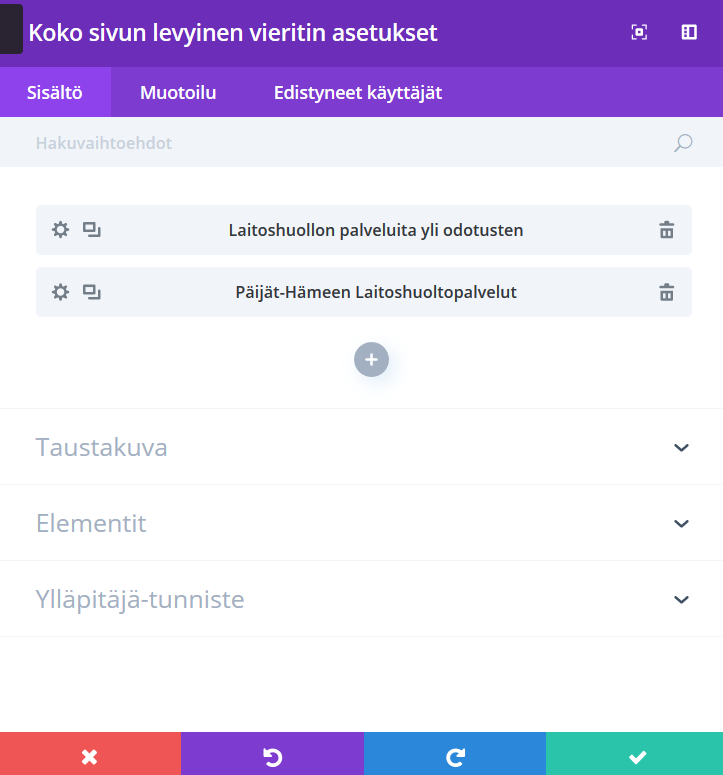 Koko sivun levyinen vieritin asetukset
Sisältö Muotoilu Edistyneet käyttäjät
Hakuvaihtoehdot
Laitoshuollon palveluita yli odotusten
Päijät-Hämeen Laitoshuoltopalvelut
Taustakuva
Elementit
Ylläpitäjä-tunniste